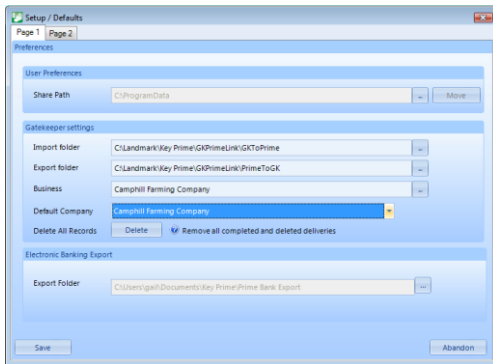 Setup / Defaults
Page 1 Page 2
Preferences
User Preferences
Share Path C:\ProgramData ... Move
Gatekeeper settings
Import folder C:\Landmark\Key Prime\GKPrimeLink\GKToPrime ...
Export folder C:\Landmark\Key Prime\GKPrimeLink\PrimeToGK ...
Business Camphill Farming Company ...
Default Company Camphill Farming Company
Delete All Records Delete Remove all completed and deleted deliveries
Electronic Banking Export
Export Folder C:\Users\gail\Documents\Key Prime\Prime Bank Export ...
Save Abandon